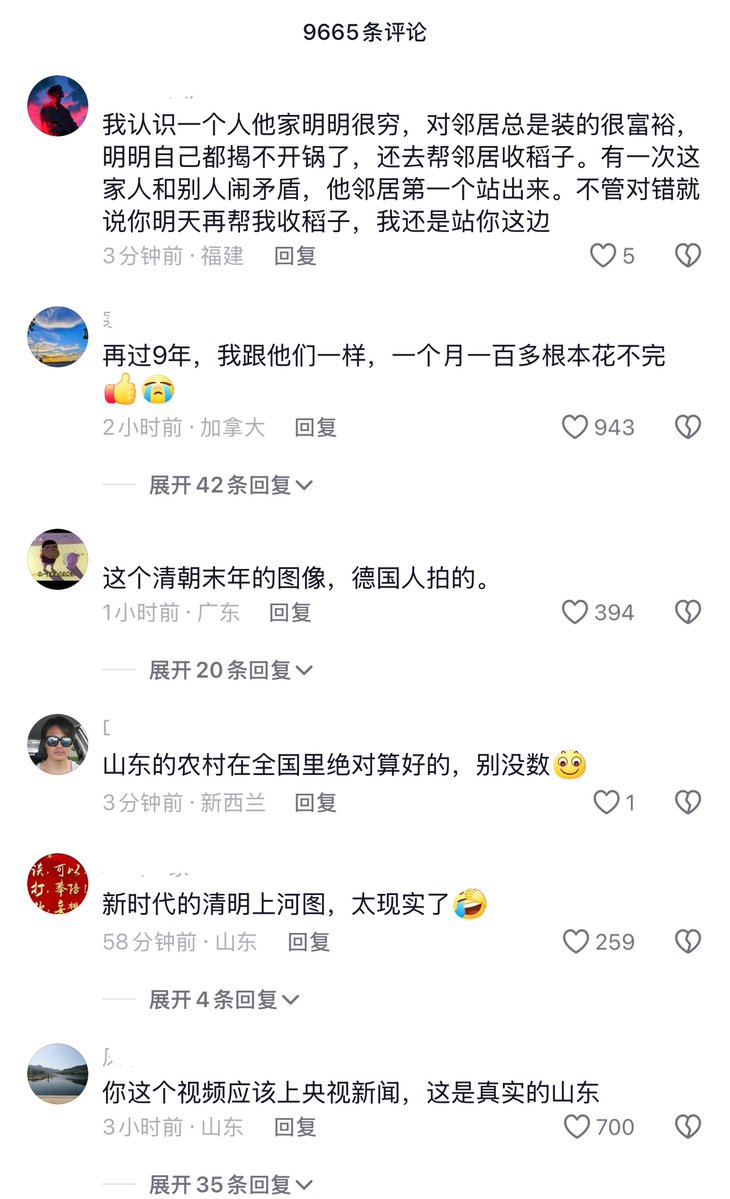 9665条评论
我认识一个人他家明明很穷，对邻居总是装的很富裕，
明明自己都揭不开锅了，还去帮邻居收稻子。有一次这
家人和别人闹矛盾，他邻居第一个站出来。不管对错就
说你明天再帮我收稻子，我还是站你这边
3分钟前·福建 回复 5
再过9年，我跟他们一样，一个月一百多根本花不完
👍😭
2小时前·加拿大 回复 943
展开42条回复
这个清朝末年的图像，德国人拍的。
1小时前·广东 回复 394
展开20条回复
山东的农村在全国里绝对算好的，别没数
3分钟前·新西兰 回复 1
新时代的清明上河图，太现实了🤣
58分钟前·山东 回复 259
展开4条回复
你这个视频应该上央视新闻，这是真实的山东
3小时前·山东 回复 700
展开35条回复